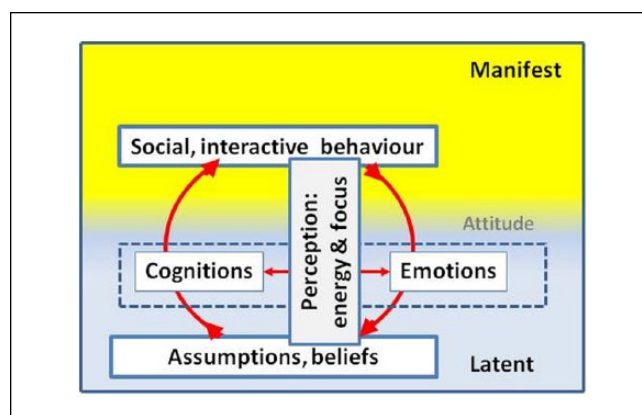 Manifest
Social, interactive behaviour
Perception:
energy & focus
Attitude
Cognitions
Emotions
Assumptions, beliefs
Latent